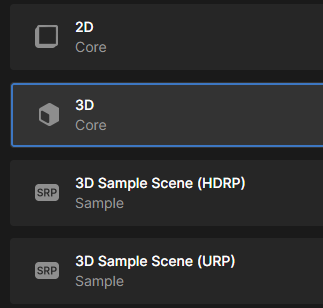 2D
Core
3D
Core
SRP
3D Sample Scene (HDRP)
Sample
SRP
3D Sample Scene (URP)
Sample